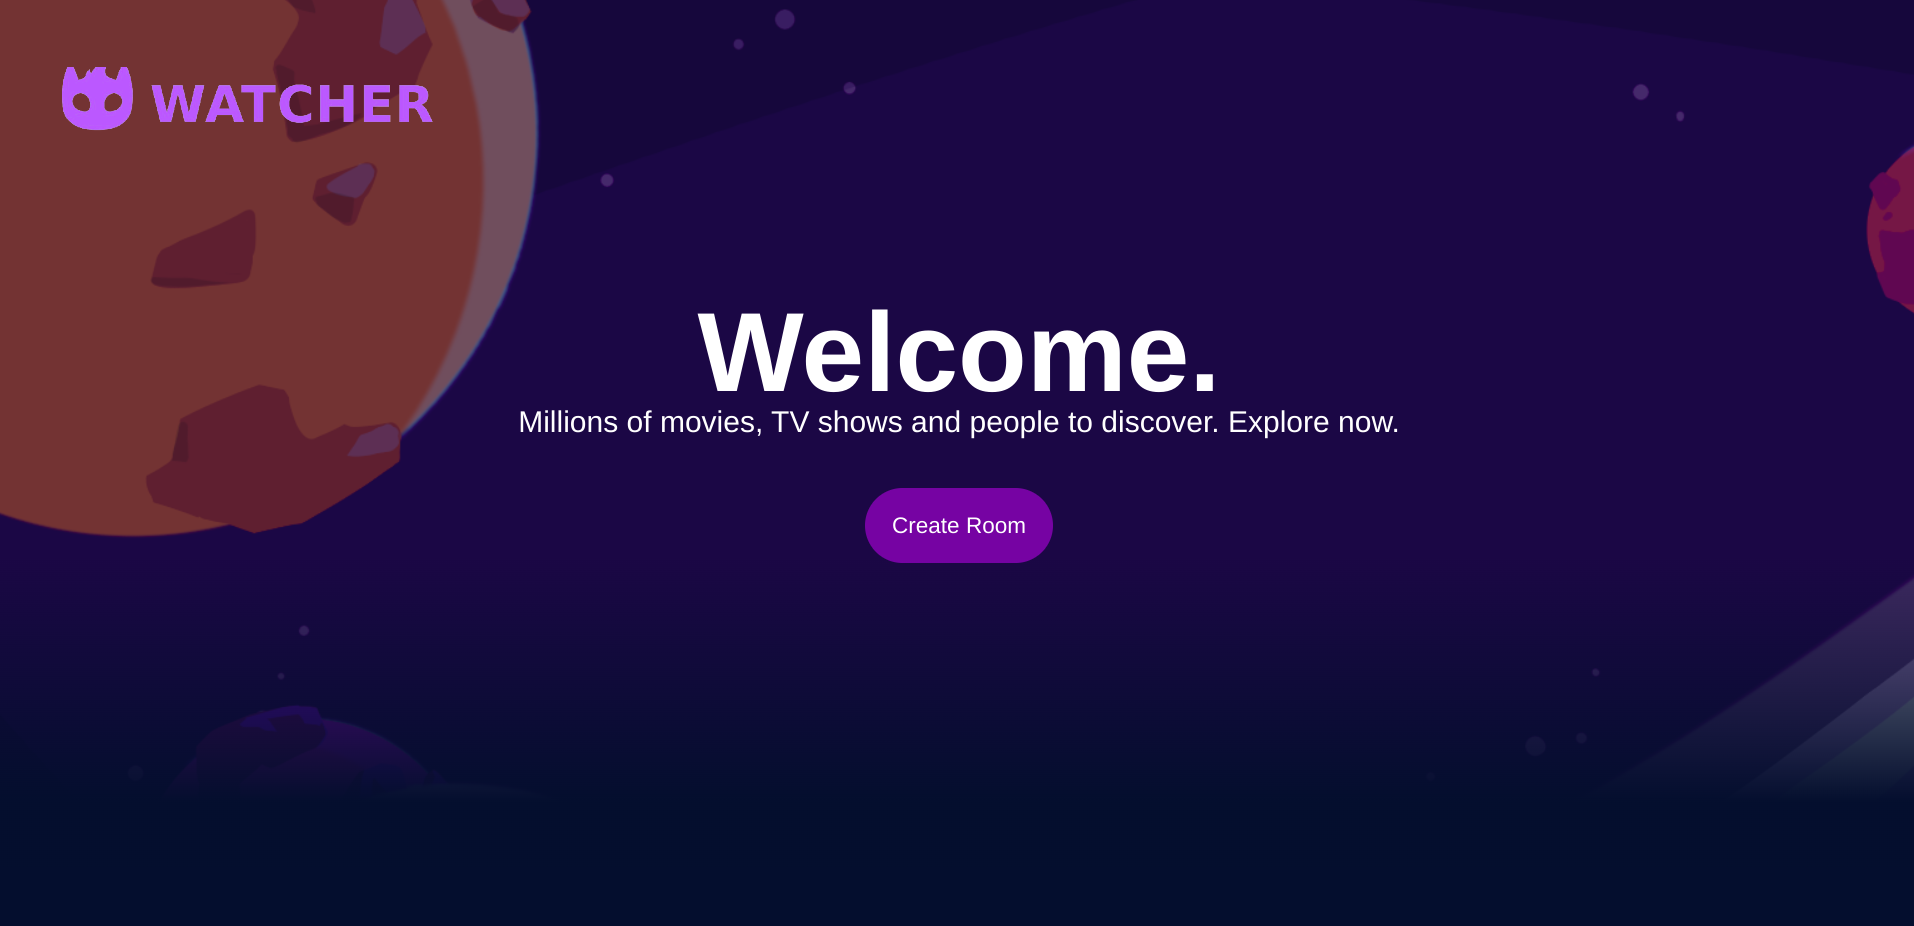 WATCHER
Welcome.
Millions of movies, TV shows and people to discover. Explore now.
Create Room